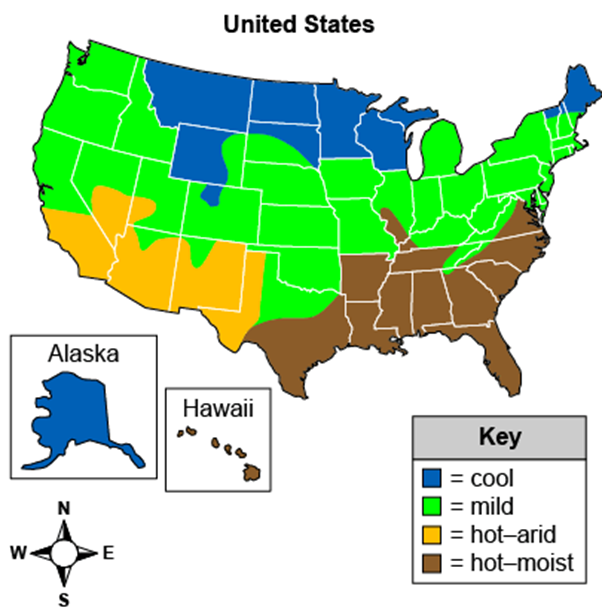 United States
Alaska
Hawaii
Key
= cool
= mild
= hot–arid
= hot–moist
N
W E
S